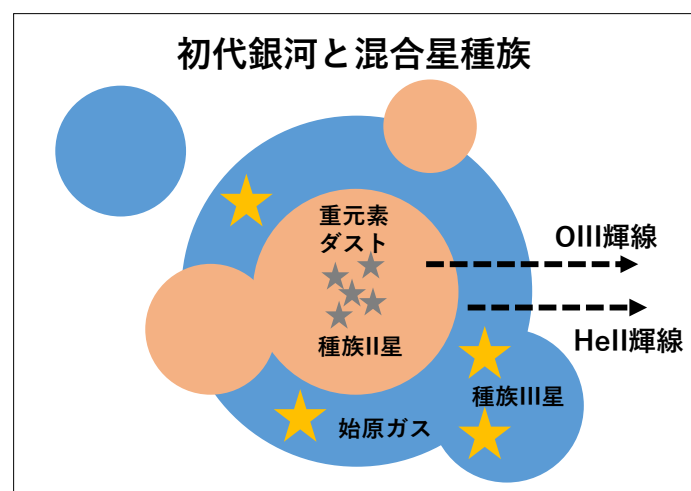 初代銀河と混合星種族
重元素
ダスト
OIII輝線
HeII輝線
種族II星
種族III星
始原ガス